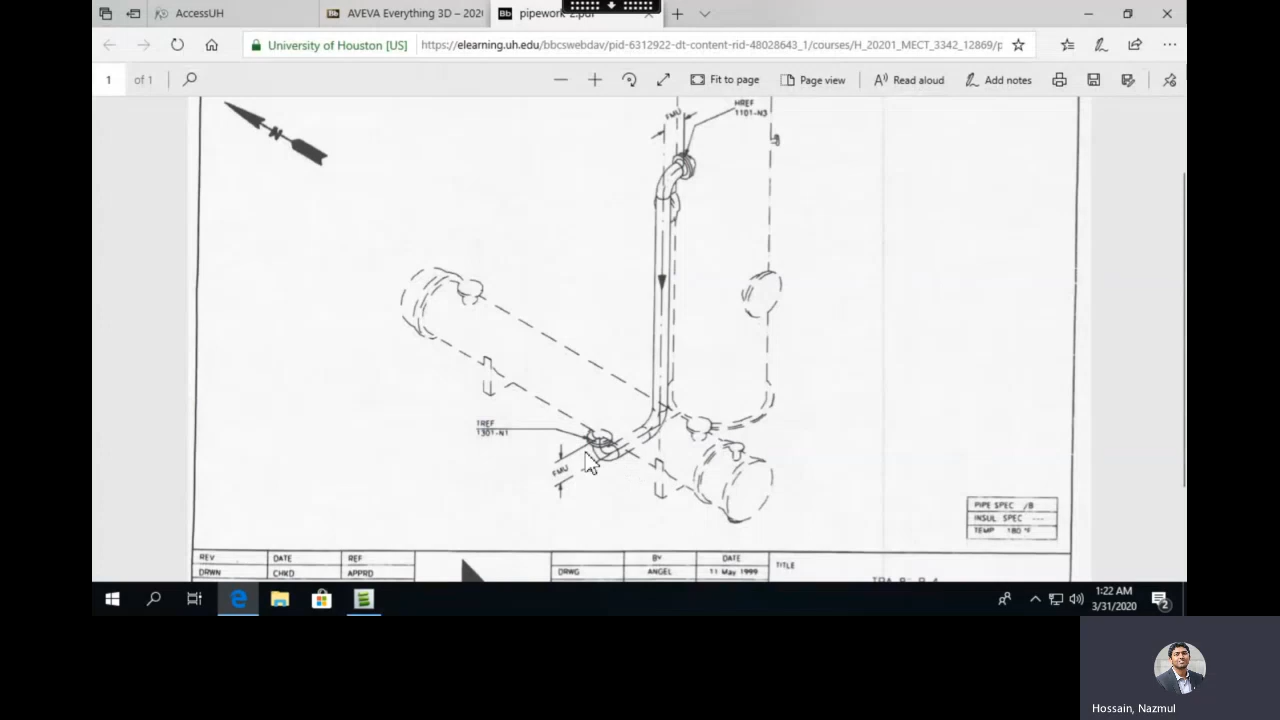 AccessUH
AVEVA Everything 3D – 202
pipework 2.pdf
University of Houston [US]
https://elearning.uh.edu/bbcswebdav/pid-6312922-dt-content-rid-48028643_1/courses/H_20201_MECT_3342_12869/p
1 of 1
Fit to page
Page view
Read aloud
Add notes
HREF
1101-N3
FMU
N
TREF
1301-N1
FMU
PIPE SPEC /B
INSUL SPEC ---
TEMP 180 °F
REV DATE REF
BY DATE
TITLE
DRWN CHKD APPRD
DRWG ANGEL 11 May 1999
1:22 AM
3/31/2020
2
Hossain, Nazmul